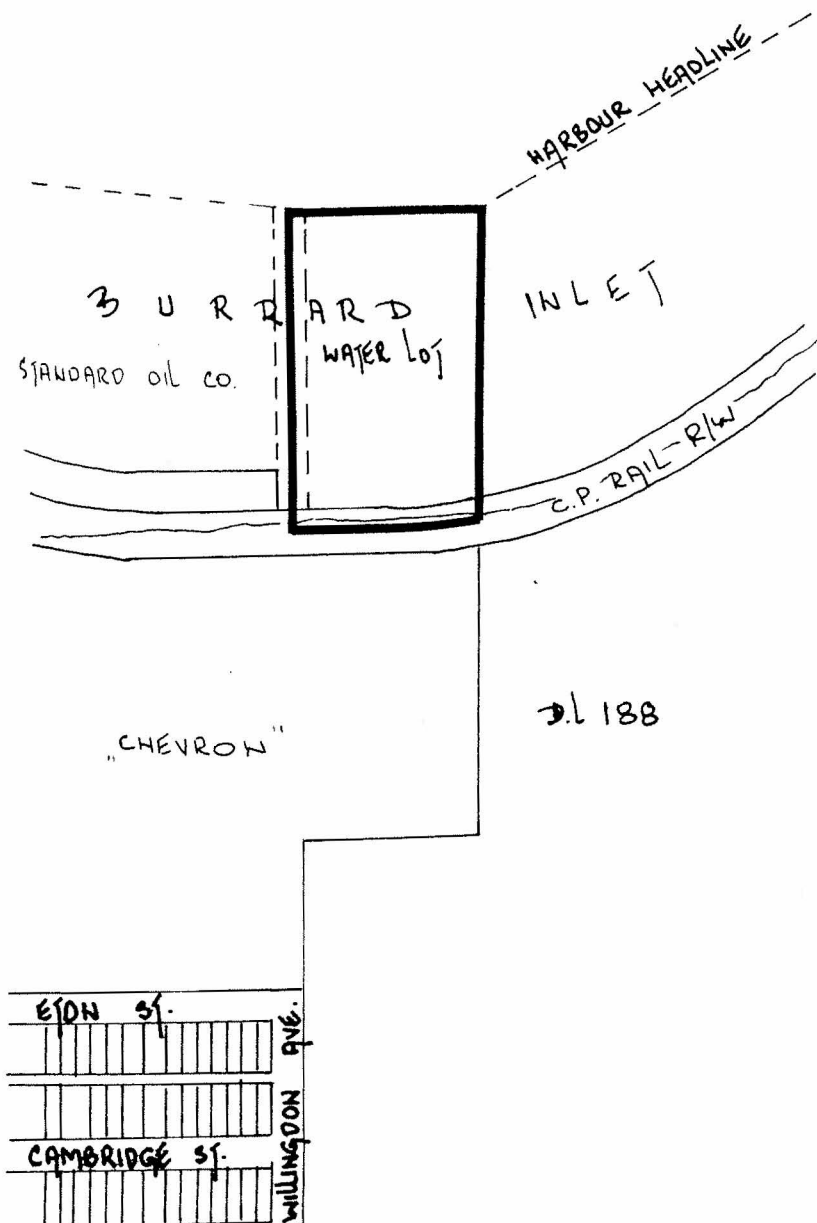 HARBOUR HEADLINE
BURRARD INLET
WATER LOT
STANDARD OIL CO.
C.P. RAIL R/W
"CHEVRON"
D.L 188
ETON ST.
WILLINGDON AVE.
CAMBRIDGE ST.